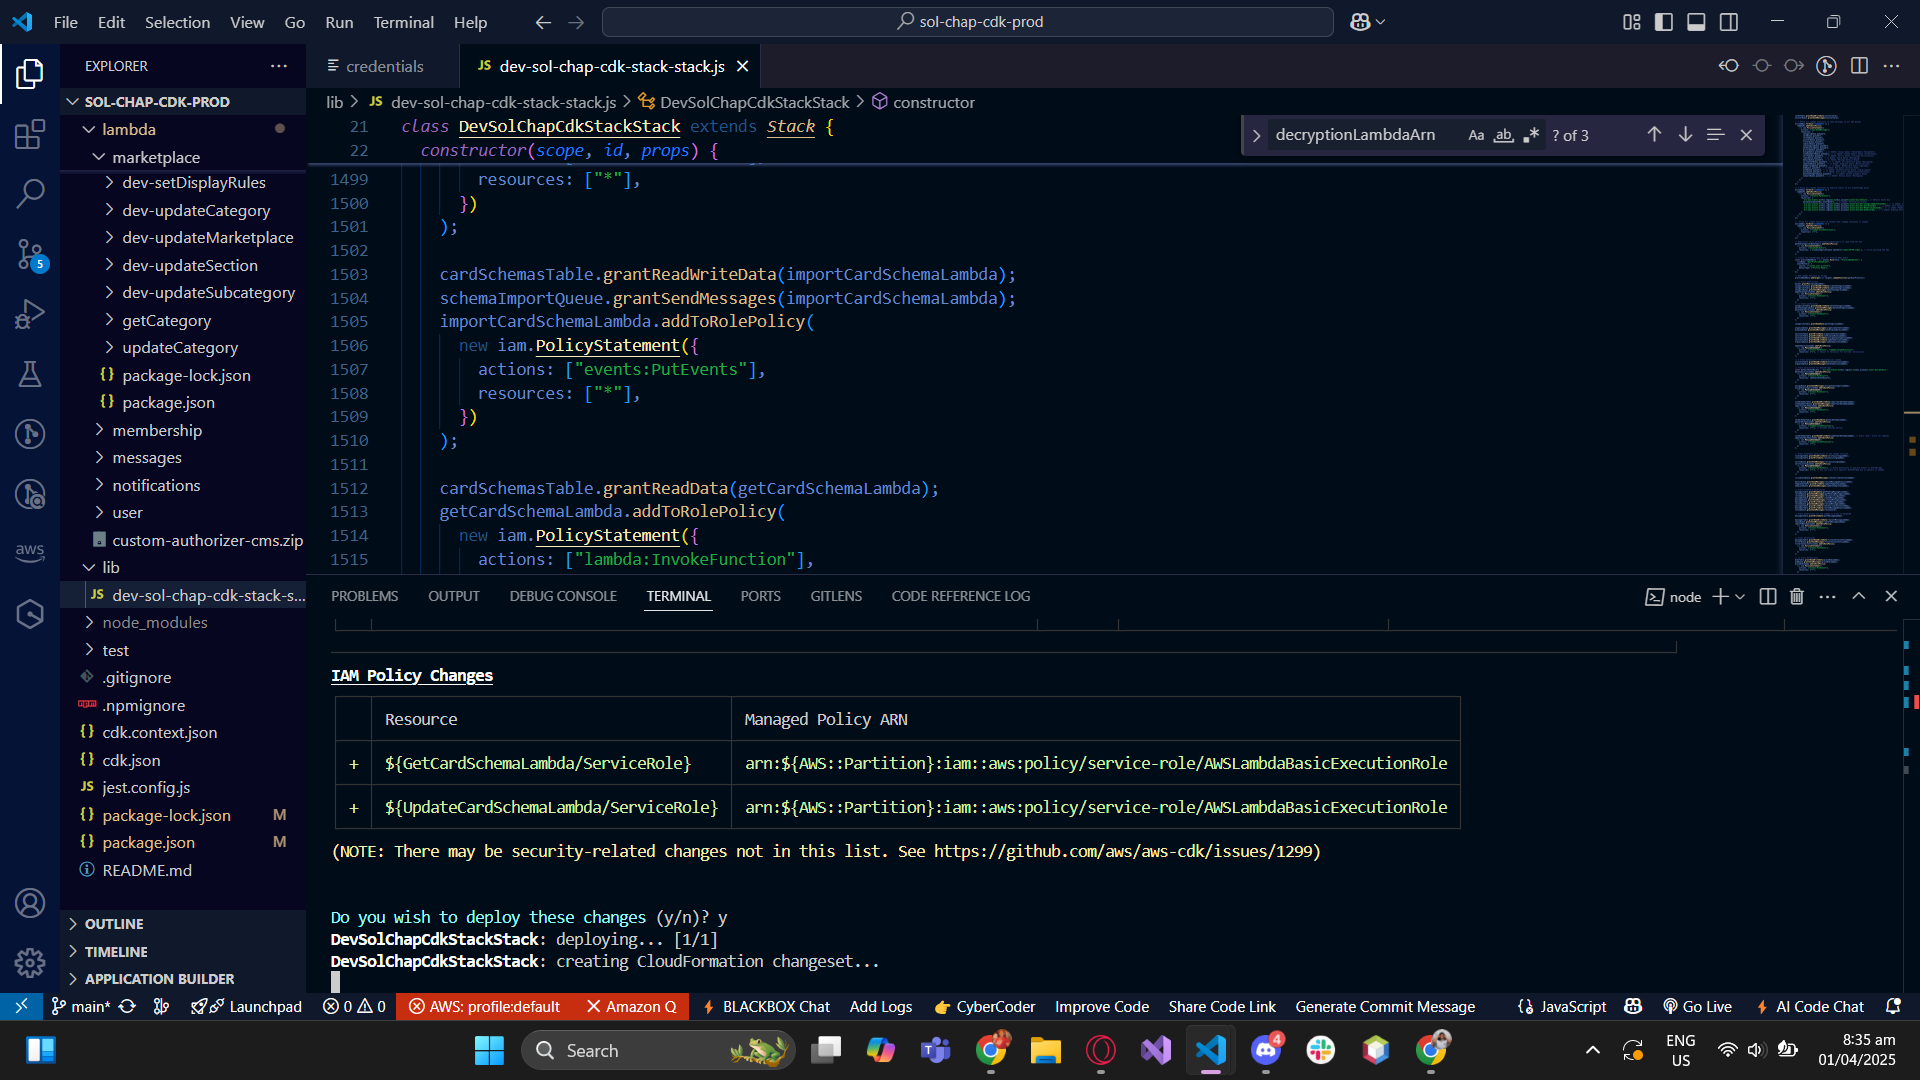 File Edit Selection View Go Run Terminal Help
sol-chap-cdk-prod
EXPLORER
credentials
JS dev-sol-chap-cdk-stack-stack.js
SOL-CHAP-CDK-PROD
lambda
marketplace
dev-setDisplayRules
dev-updateCategory
dev-updateMarketplace
dev-updateSection
dev-updateSubcategory
getCategory
updateCategory
{} package-lock.json
{} package.json
membership
messages
notifications
user
custom-authorizer-cms.zip
lib
JS dev-sol-chap-cdk-stack-s...
node_modules
test
.gitignore
npm .npmignore
{} cdk.context.json
{} cdk.json
JS jest.config.js
{} package-lock.json M
{} package.json M
README.md
OUTLINE
TIMELINE
APPLICATION BUILDER
5
aws
lib > JS dev-sol-chap-cdk-stack-stack.js > DevSolChapCdkStackStack > constructor
decryptionLambdaArn Aa ab .* ? of 3
21 class DevSolChapCdkStackStack extends Stack {
22 constructor(scope, id, props) {
1499 resources: ["*"],
1500 })
1501 );
1502
1503 cardSchemasTable.grantReadWriteData(importCardSchemaLambda);
1504 schemaImportQueue.grantSendMessages(importCardSchemaLambda);
1505 importCardSchemaLambda.addToRolePolicy(
1506 new iam.PolicyStatement({
1507 actions: ["events:PutEvents"],
1508 resources: ["*"],
1509 })
1510 );
1511
1512 cardSchemasTable.grantReadData(getCardSchemaLambda);
1513 getCardSchemaLambda.addToRolePolicy(
1514 new iam.PolicyStatement({
1515 actions: ["lambda:InvokeFunction"],
PROBLEMS OUTPUT DEBUG CONSOLE TERMINAL PORTS GITLENS CODE REFERENCE LOG
node
IAM Policy Changes
Resource Managed Policy ARN
+ ${GetCardSchemaLambda/ServiceRole} arn:${AWS::Partition}:iam::aws:policy/service-role/AWSLambdaBasicExecutionRole
+ ${UpdateCardSchemaLambda/ServiceRole} arn:${AWS::Partition}:iam::aws:policy/service-role/AWSLambdaBasicExecutionRole
(NOTE: There may be security-related changes not in this list. See https://github.com/aws/aws-cdk/issues/1299)
Do you wish to deploy these changes (y/n)? y
DevSolChapCdkStackStack: deploying... [1/1]
DevSolChapCdkStackStack: creating CloudFormation changeset...
main* Launchpad 0 0 AWS: profile:default Amazon Q BLACKBOX Chat Add Logs CyberCoder Improve Code Share Code Link Generate Commit Message JavaScript Go Live AI Code Chat
Search
4
ENG
US
8:35 am
01/04/2025